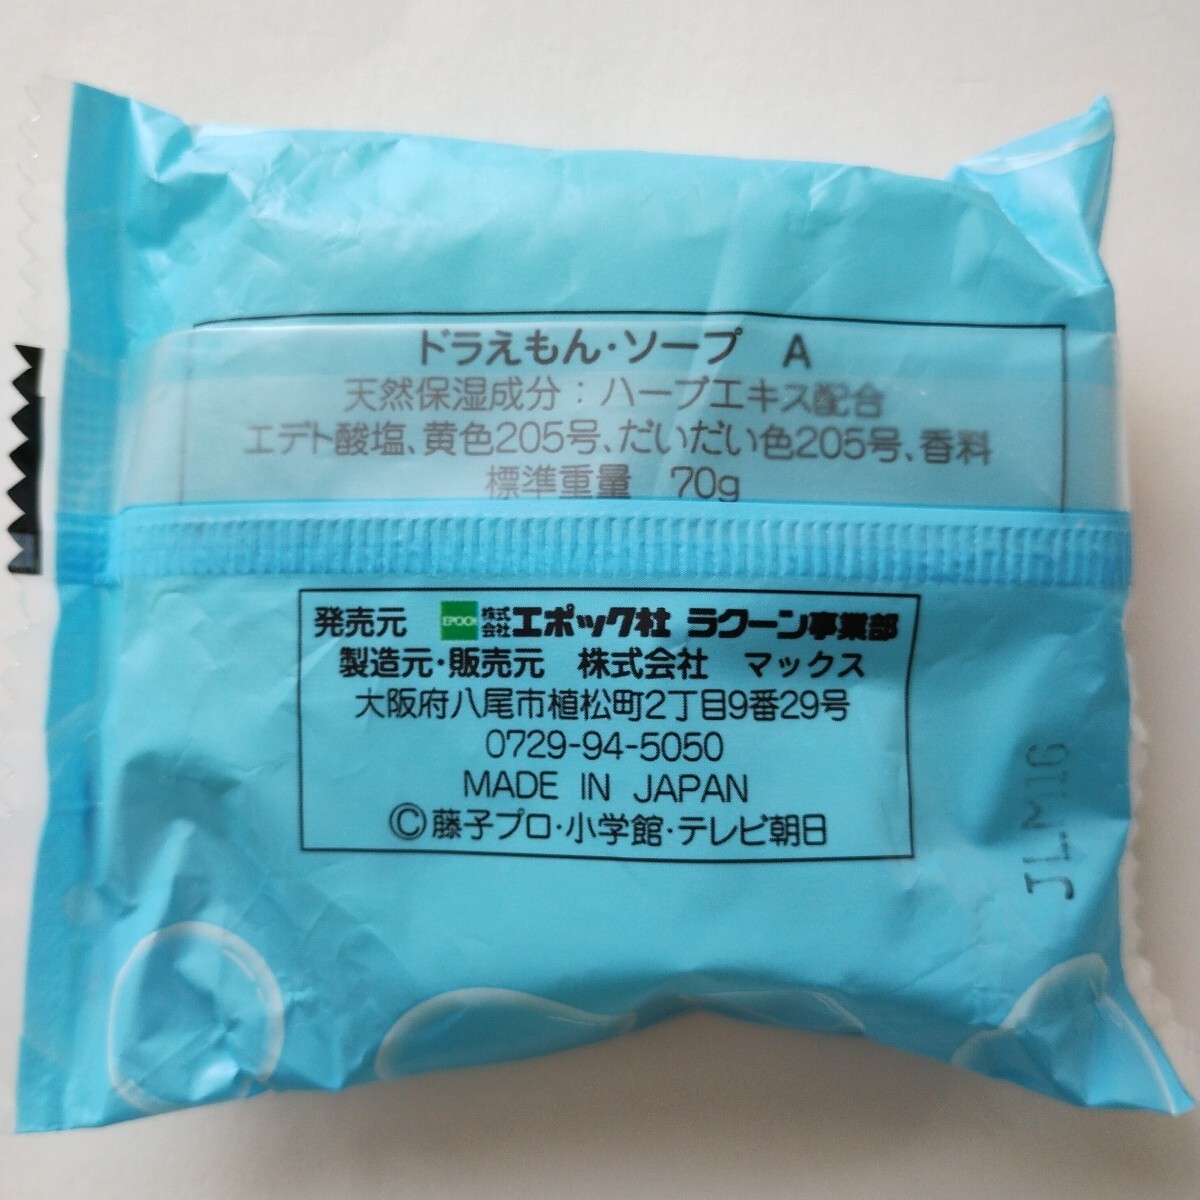 ドラえもん・ソープ A
天然保湿成分：ハーブエキス配合
エデト酸塩、黄色205号、だいだい色205号、香料
標準重量 70g
発売元 EPOCH 株式会社エポック社 ラクーン事業部
製造元・販売元 株式会社 マックス
大阪府八尾市植松町2丁目9番29号
0729-94-5050
MADE IN JAPAN
©藤子プロ・小学館・テレビ朝日
JLM16